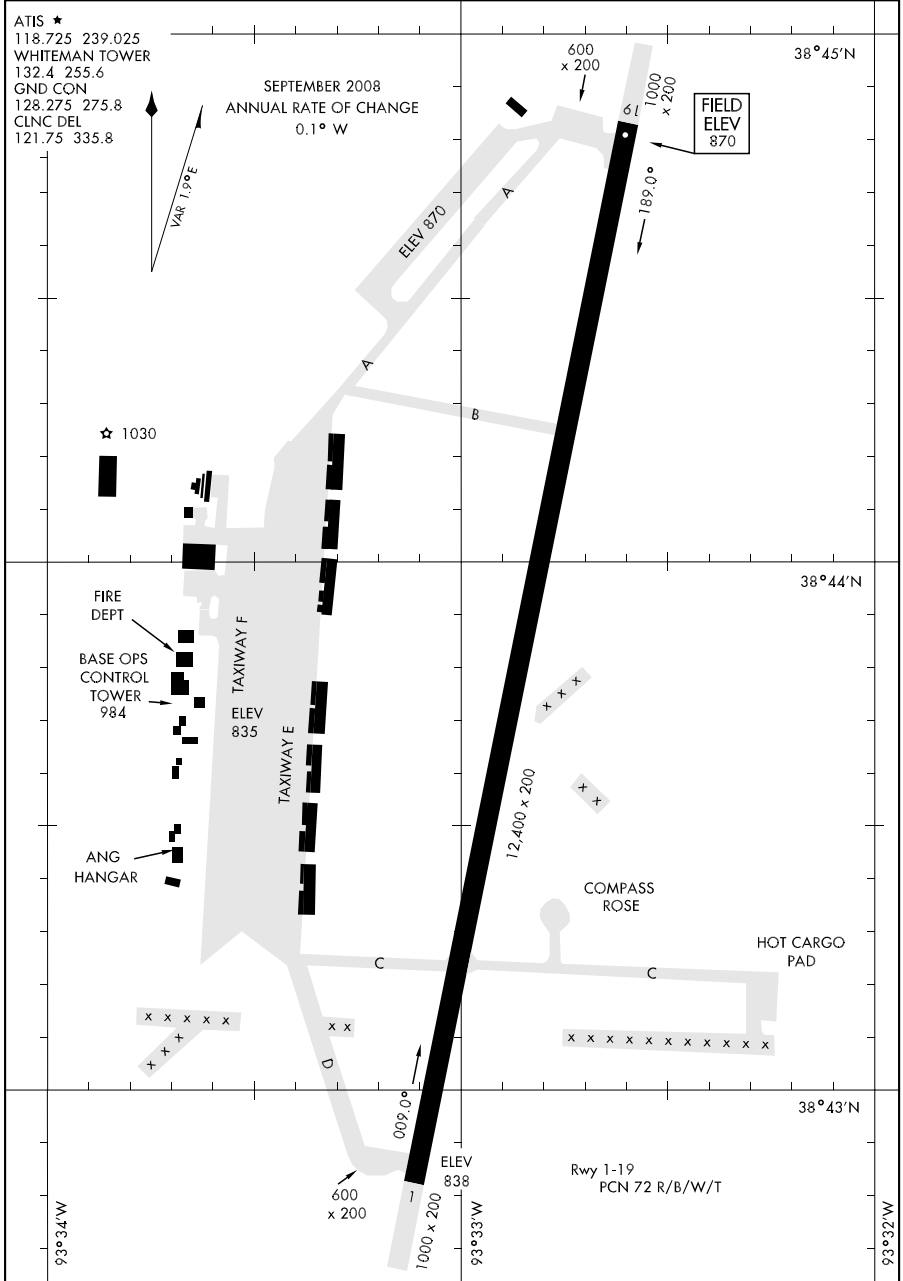 ATIS ★
118.725 239.025
WHITEMAN TOWER
132.4 255.6
GND CON
128.275 275.8
CLNC DEL
121.75 335.8
SEPTEMBER 2008
ANNUAL RATE OF CHANGE
0.1° W
VAR 1.9° E
600
x 200
1000
x 200
38°45'N
FIELD
ELEV
870
19
189.0°
A
ELEV 870
A
B
1030
38°44'N
FIRE
DEPT
BASE OPS
CONTROL
TOWER
984
TAXIWAY F
ELEV
835
TAXIWAY E
x x x
x x
12,400 x 200
ANG
HANGAR
COMPASS
ROSE
HOT CARGO
PAD
C
C
x x x x x
x x x
x x
x x x x x x x x x x x
D
009.0°
38°43'N
ELEV
838
1
600
x 200
1000 x 200
Rwy 1-19
PCN 72 R/B/W/T
93°34'W
93°33'W
93°32'W